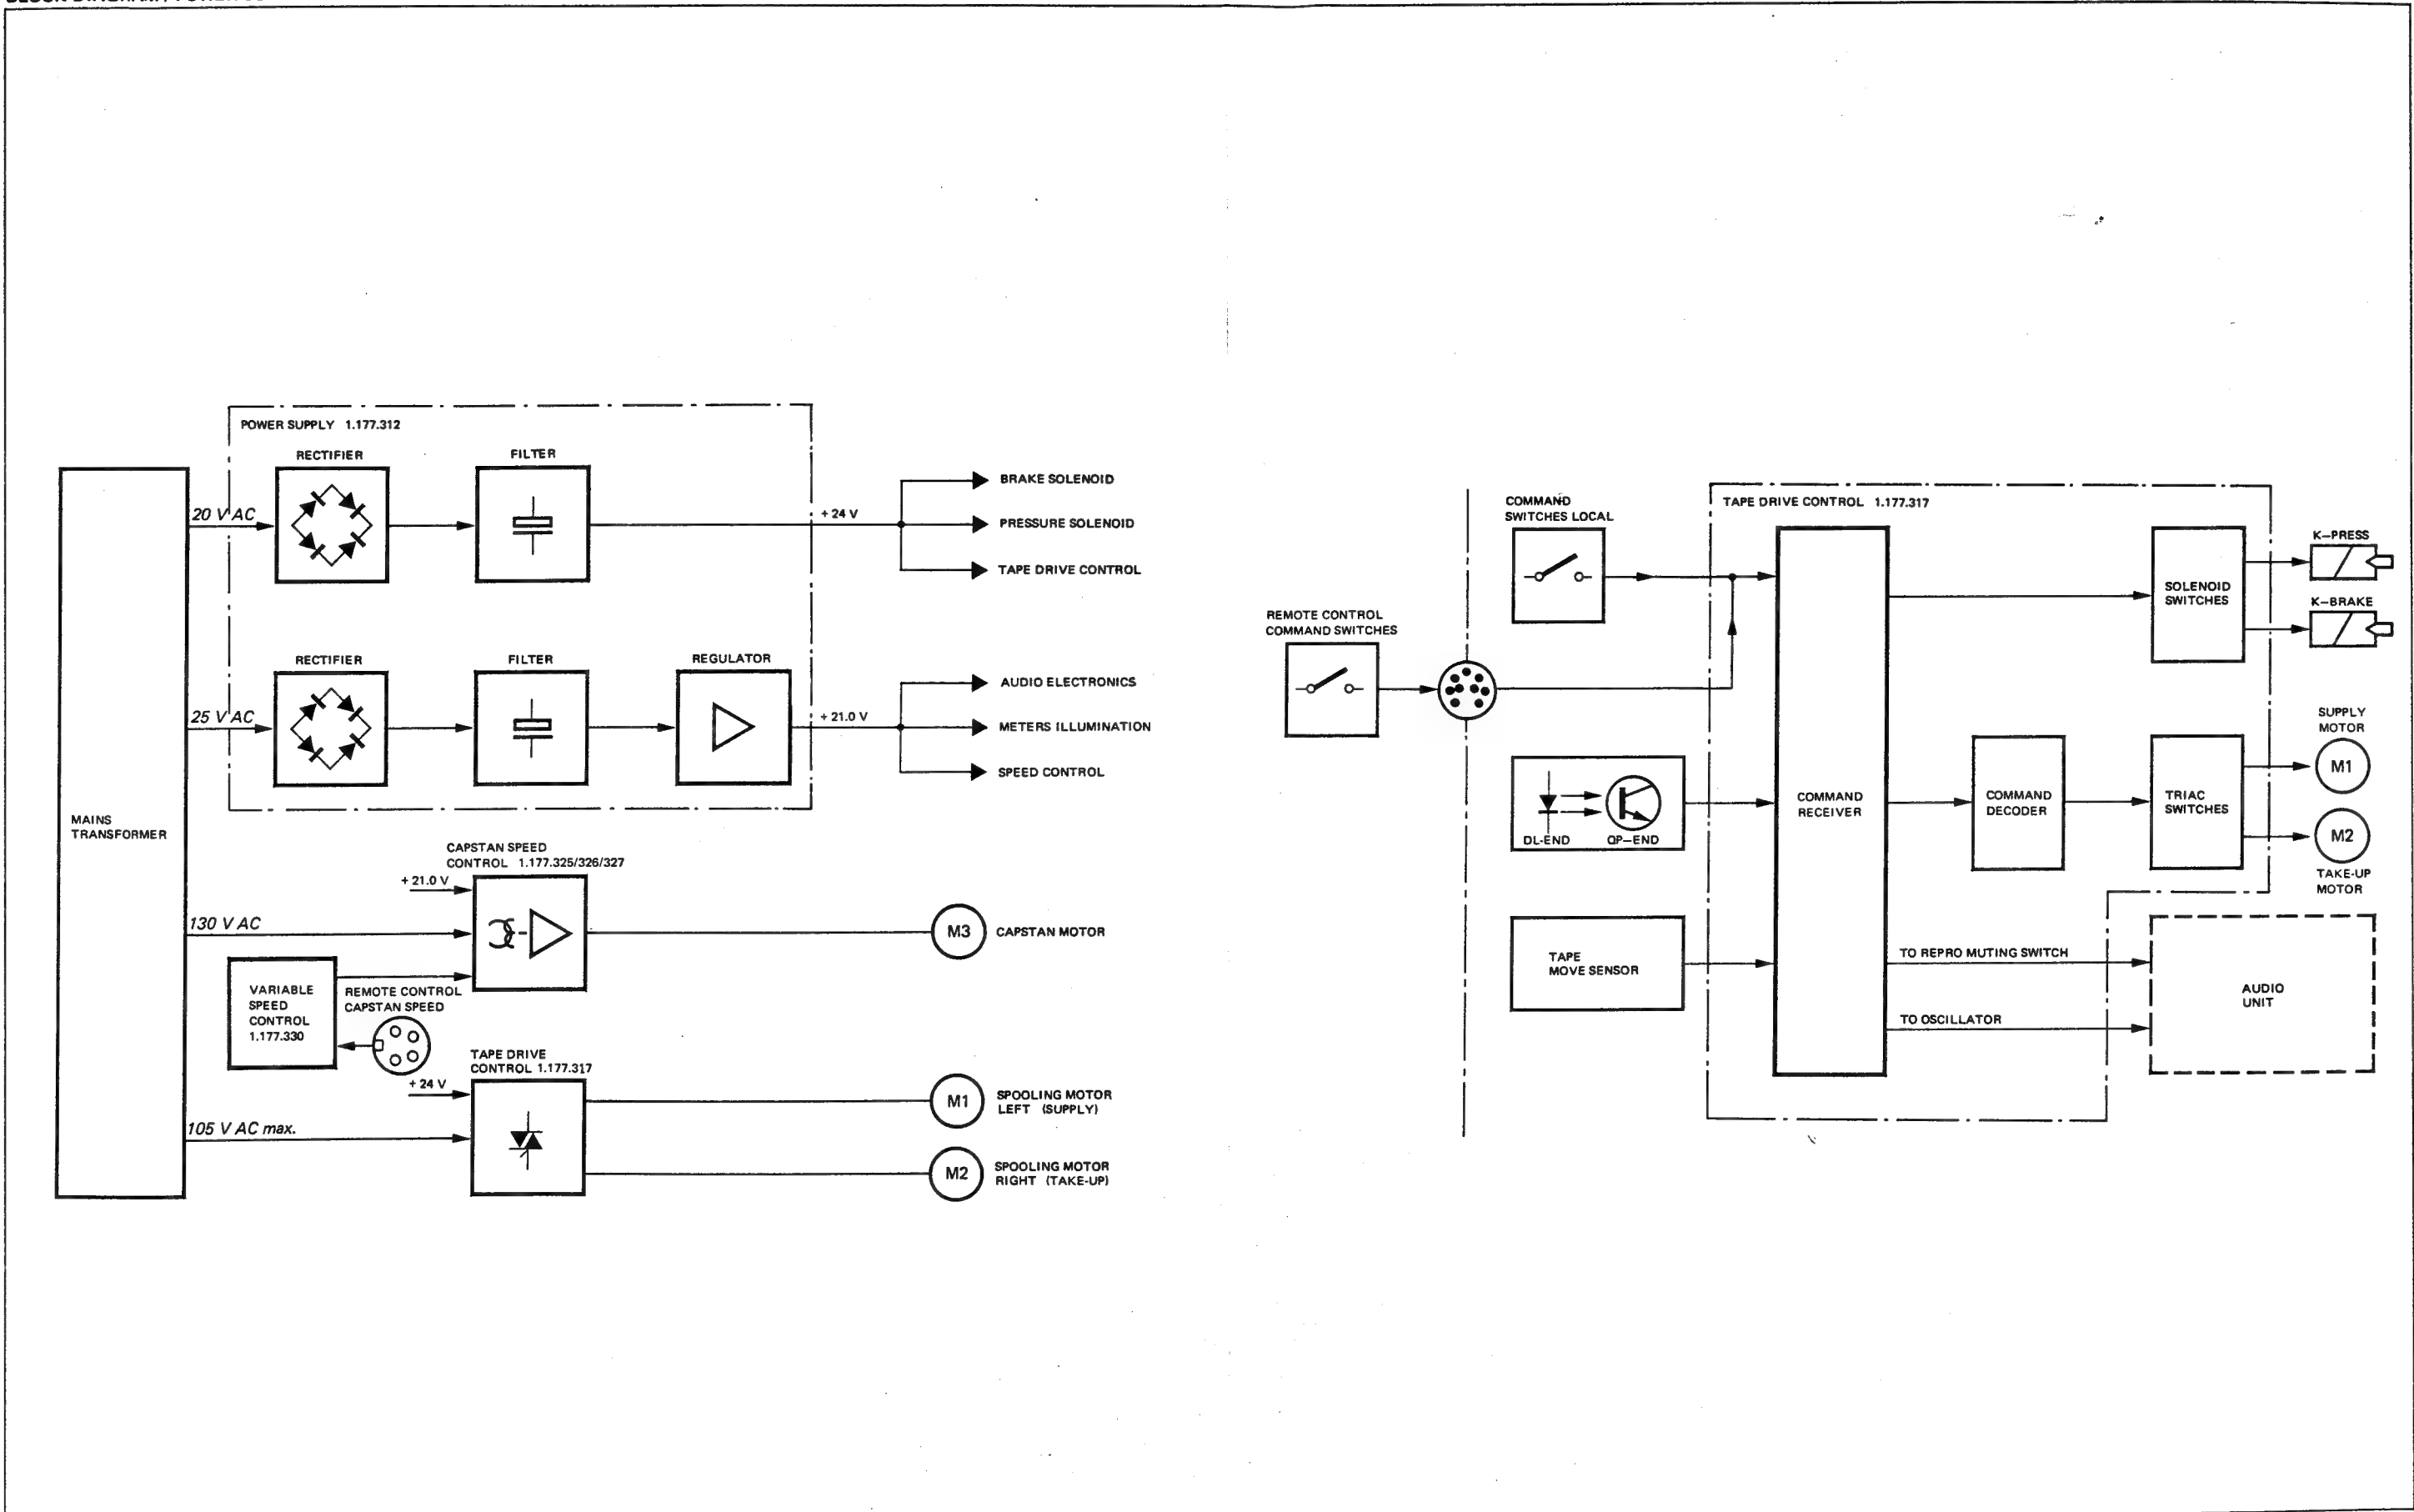 POWER SUPPLY 1.177.312
RECTIFIER
FILTER
20 V AC
+ 24 V
BRAKE SOLENOID
PRESSURE SOLENOID
TAPE DRIVE CONTROL
RECTIFIER
FILTER
REGULATOR
25 V AC
+ 21.0 V
AUDIO ELECTRONICS
METERS ILLUMINATION
SPEED CONTROL
MAINS
TRANSFORMER
CAPSTAN SPEED
CONTROL 1.177.325/326/327
+ 21.0 V
130 V AC
M3
CAPSTAN MOTOR
VARIABLE
SPEED
CONTROL
1.177.330
REMOTE CONTROL
CAPSTAN SPEED
TAPE DRIVE
CONTROL 1.177.317
+ 24 V
105 V AC max.
M1
SPOOLING MOTOR
LEFT (SUPPLY)
M2
SPOOLING MOTOR
RIGHT (TAKE-UP)
REMOTE CONTROL
COMMAND SWITCHES
COMMAND
SWITCHES LOCAL
DL-END
QP–END
TAPE
MOVE SENSOR
TAPE DRIVE CONTROL 1.177.317
COMMAND
RECEIVER
COMMAND
DECODER
SOLENOID
SWITCHES
K–PRESS
K–BRAKE
TRIAC
SWITCHES
SUPPLY
MOTOR
M1
M2
TAKE-UP
MOTOR
TO REPRO MUTING SWITCH
TO OSCILLATOR
AUDIO
UNIT